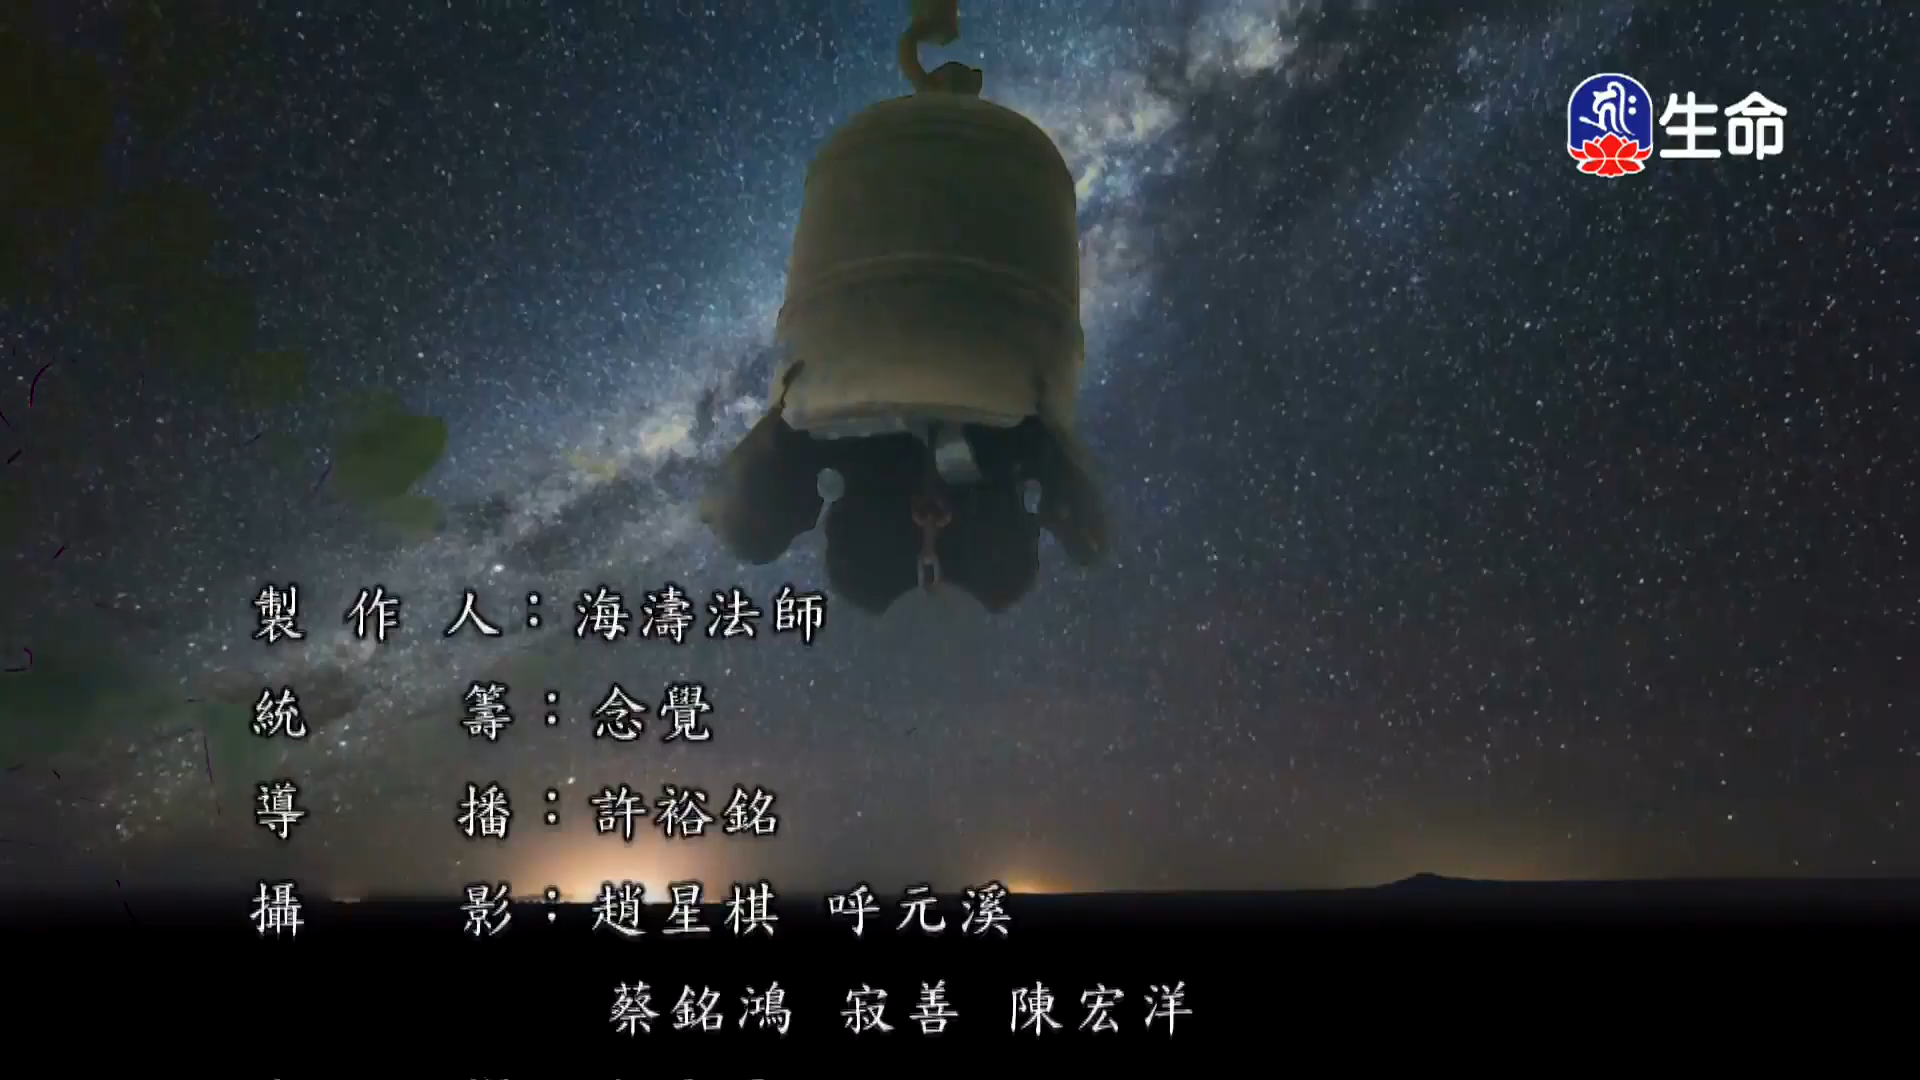 生命
製作人：海濤法師
統籌：念覺
導播：許裕銘
攝影：趙星棋 呼元溪
蔡銘鴻 寂善 陳宏洋